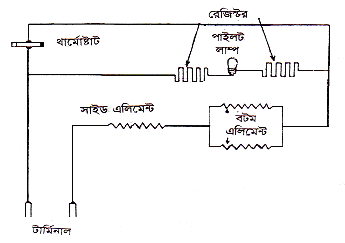 রেজিস্টর
থার্মোষ্টাট
পাইলট
লাম্প
সাইড এলিমেন্ট
বটম
এলিমেন্ট
টার্মিনাল